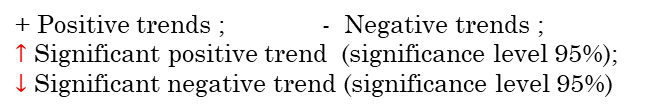 + Positive trends ; - Negative trends ;
↑ Significant positive trend (significance level 95%);
↓ Significant negative trend (significance level 95%)